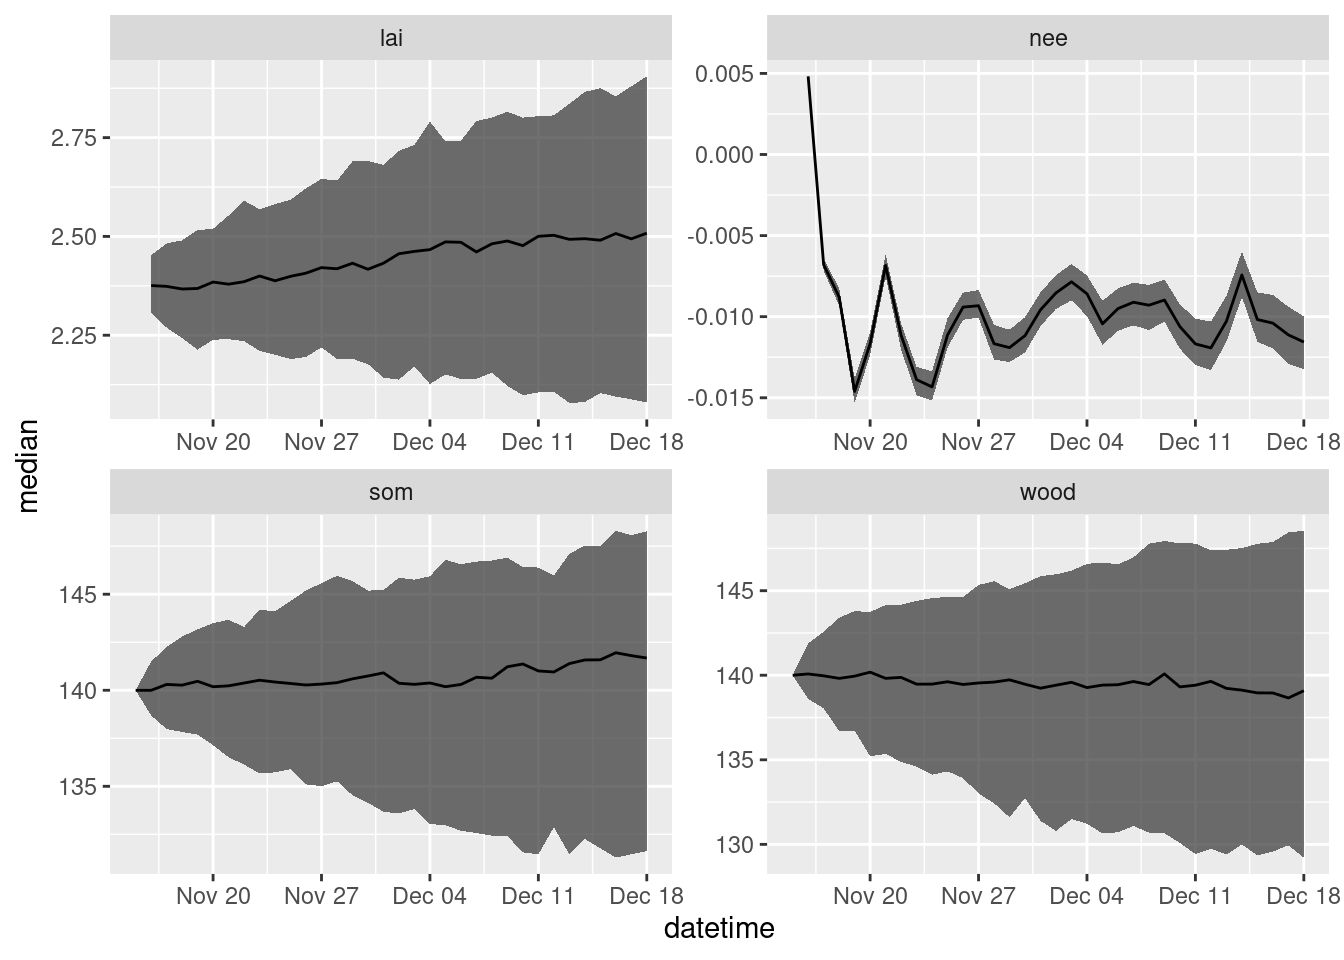 lai
nee
2.75
2.50
2.25
0.005
0.000
-0.005
-0.010
-0.015
Nov 20 Nov 27 Dec 04 Dec 11 Dec 18
Nov 20 Nov 27 Dec 04 Dec 11 Dec 18
median
som
wood
145
140
135
145
140
135
130
Nov 20 Nov 27 Dec 04 Dec 11 Dec 18
Nov 20 Nov 27 Dec 04 Dec 11 Dec 18
datetime